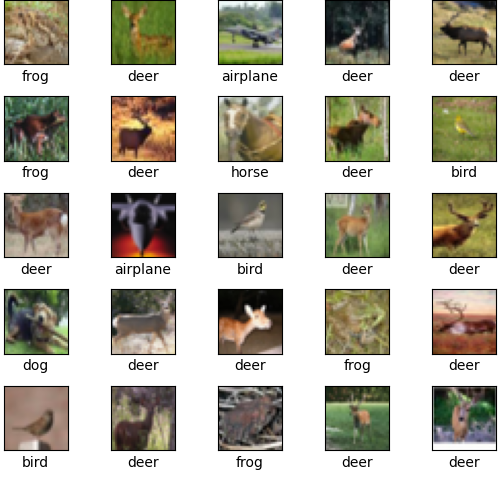 frog deer airplane deer deer
frog deer horse deer bird
deer airplane bird deer deer
dog deer deer frog deer
bird deer frog deer deer